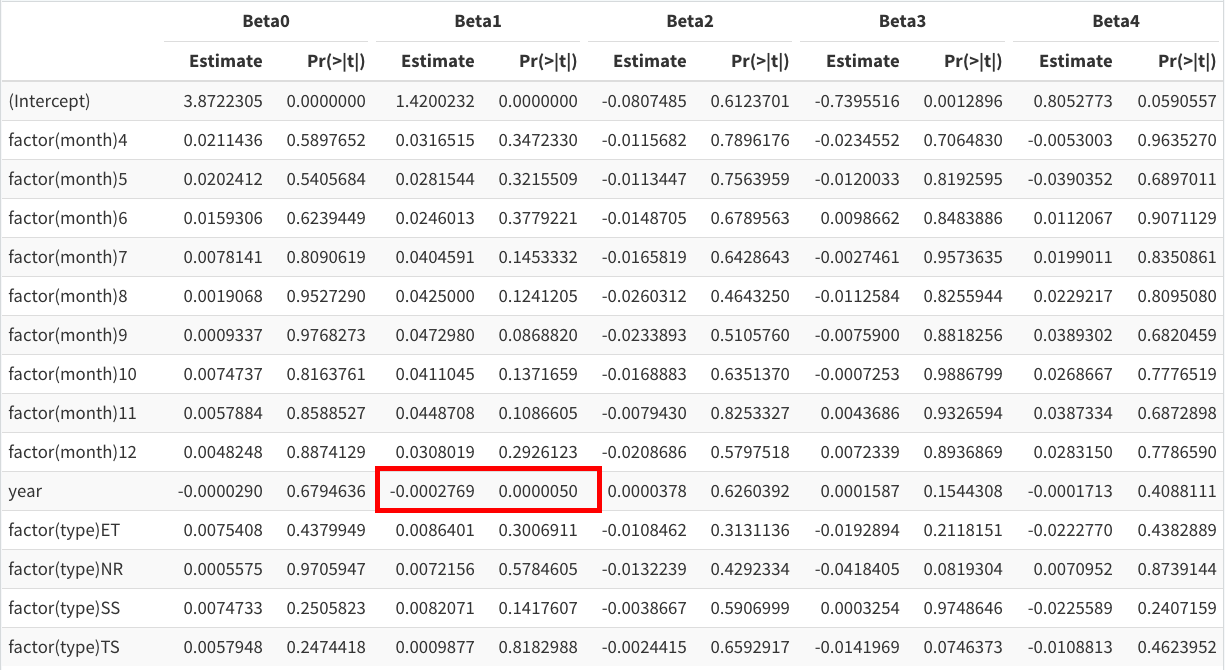 Beta0 Beta1 Beta2 Beta3 Beta4
Estimate Pr(>|t|) Estimate Pr(>|t|) Estimate Pr(>|t|) Estimate Pr(>|t|) Estimate Pr(>|t|)
(Intercept) 3.8722305 0.0000000 1.4200232 0.0000000 -0.0807485 0.6123701 -0.7395516 0.0012896 0.8052773 0.0590557
factor(month)4 0.0211436 0.5897652 0.0316515 0.3472330 -0.0115682 0.7896176 -0.0234552 0.7064830 -0.0053003 0.9635270
factor(month)5 0.0202412 0.5405684 0.0281544 0.3215509 -0.0113447 0.7563959 -0.0120033 0.8192595 -0.0390352 0.6897011
factor(month)6 0.0159306 0.6239449 0.0246013 0.3779221 -0.0148705 0.6789563 0.0098662 0.8483886 0.0112067 0.9071129
factor(month)7 0.0078141 0.8090619 0.0404591 0.1453332 -0.0165819 0.6428643 -0.0027461 0.9573635 0.0199011 0.8350861
factor(month)8 0.0019068 0.9527290 0.0425000 0.1241205 -0.0260312 0.4643250 -0.0112584 0.8255944 0.0229217 0.8095080
factor(month)9 0.0009337 0.9768273 0.0472980 0.0868820 -0.0233893 0.5105760 -0.0075900 0.8818256 0.0389302 0.6820459
factor(month)10 0.0074737 0.8163761 0.0411045 0.1371659 -0.0168883 0.6351370 -0.0007253 0.9886799 0.0268667 0.7776519
factor(month)11 0.0057884 0.8588527 0.0448708 0.1086605 -0.0079430 0.8253327 0.0043686 0.9326594 0.0387334 0.6872898
factor(month)12 0.0048248 0.8874129 0.0308019 0.2926123 -0.0208686 0.5797518 0.0072339 0.8936869 0.0283150 0.7786590
year -0.0000290 0.6794636 -0.0002769 0.0000050 0.0000378 0.6260392 0.0001587 0.1544308 -0.0001713 0.4088111
factor(type)ET 0.0075408 0.4379949 0.0086401 0.3006911 -0.0108462 0.3131136 -0.0192894 0.2118151 -0.0222770 0.4382889
factor(type)NR 0.0005575 0.9705947 0.0072156 0.5784605 -0.0132239 0.4292334 -0.0418405 0.0819304 0.0070952 0.8739144
factor(type)SS 0.0074733 0.2505823 0.0082071 0.1417607 -0.0038667 0.5906999 0.0003254 0.9748646 -0.0225589 0.2407159
factor(type)TS 0.0057948 0.2474418 0.0009877 0.8182988 -0.0024415 0.6592917 -0.0141969 0.0746373 -0.0108813 0.4623952